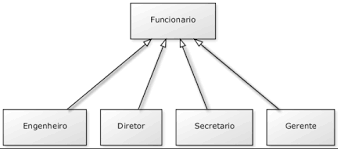 Funcionario
Engenheiro
Diretor
Secretario
Gerente